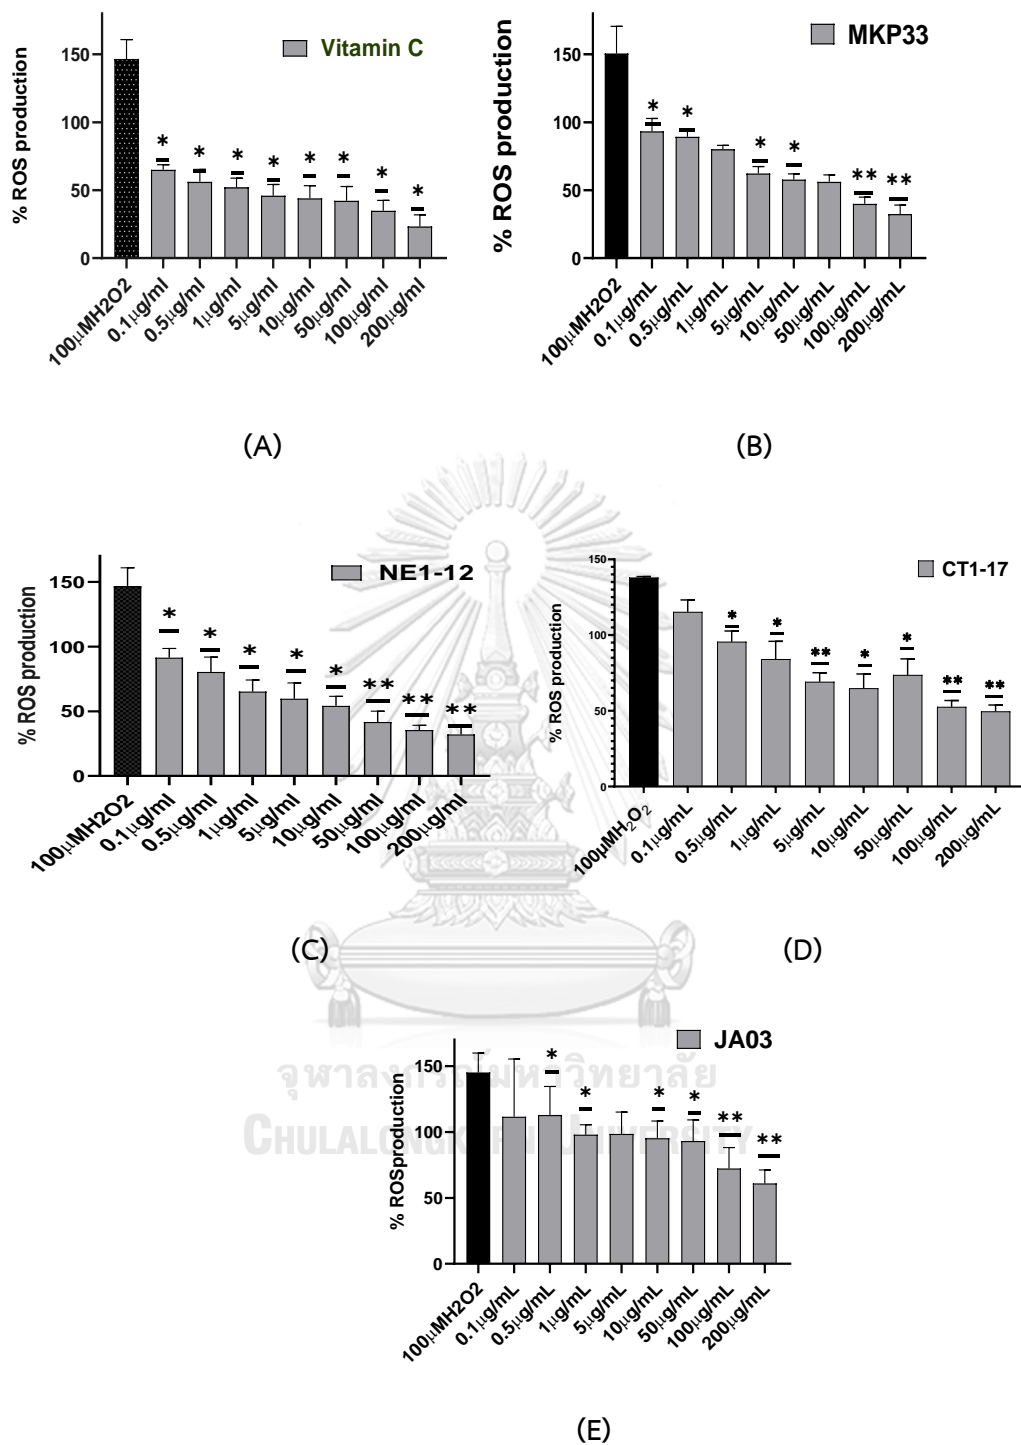 Vitamin C
% ROS production
150
100
50
0
* * * * * * * *
100μMH2O2
0.1μg/ml
0.5μg/ml
1μg/ml
5μg/ml
10μg/ml
50μg/ml
100μg/ml
200μg/ml
(A)
MKP33
% ROS production
150
100
50
0
* * * * ** **
100μMH2O2
0.1μg/mL
0.5μg/mL
1μg/mL
5μg/mL
10μg/mL
50μg/mL
100μg/mL
200μg/mL
(B)
NE1-12
% ROS production
150
100
50
0
* * * * * ** ** **
100μMH2O2
0.1μg/ml
0.5μg/ml
1μg/ml
5μg/ml
10μg/ml
50μg/ml
100μg/ml
200μg/ml
(C)
CT1-17
% ROS production
150
100
50
0
* * ** * * ** **
100μMH₂O₂
0.1μg/mL
0.5μg/mL
1μg/mL
5μg/mL
10μg/mL
50μg/mL
100μg/mL
200μg/mL
(D)
JA03
% ROSproduction
150
100
50
0
* * * * ** **
100μMH2O2
0.1μg/mL
0.5μg/mL
1μg/mL
5μg/mL
10μg/mL
50μg/mL
100μg/mL
200μg/mL
(E)
จุฬาลงกรณ์มหาวิทยาลัย
CHULALONGKORN UNIVERSITY